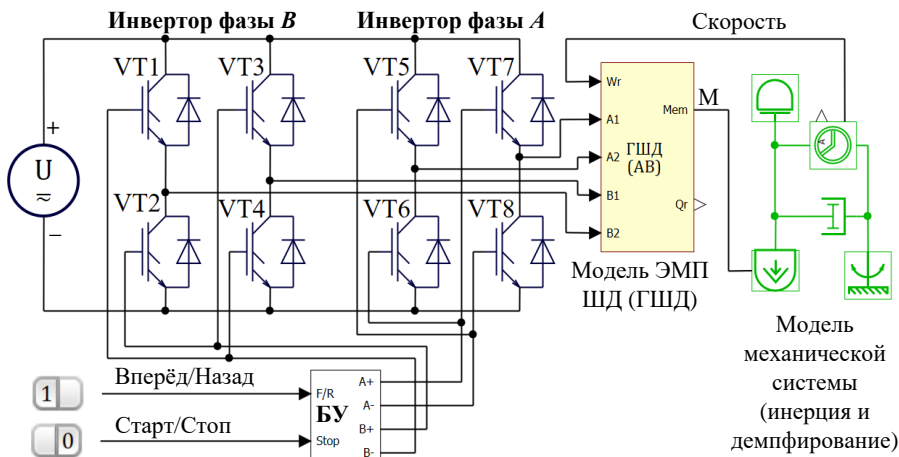 Инвертор фазы B
Инвертор фазы A
Скорость
VT1
VT3
VT5
VT7
Wr
Mem
M
A1
ГШД
(АВ)
A2
A
+
U
≂
−
B1
Qr
B2
VT2
VT4
VT6
VT8
Модель ЭМП
ШД (ГШД)
Модель
механической
системы
(инерция и
демпфирование)
1
Вперёд/Назад
F/R
БУ
A+
A-
B+
B-
0
Старт/Стоп
Stop